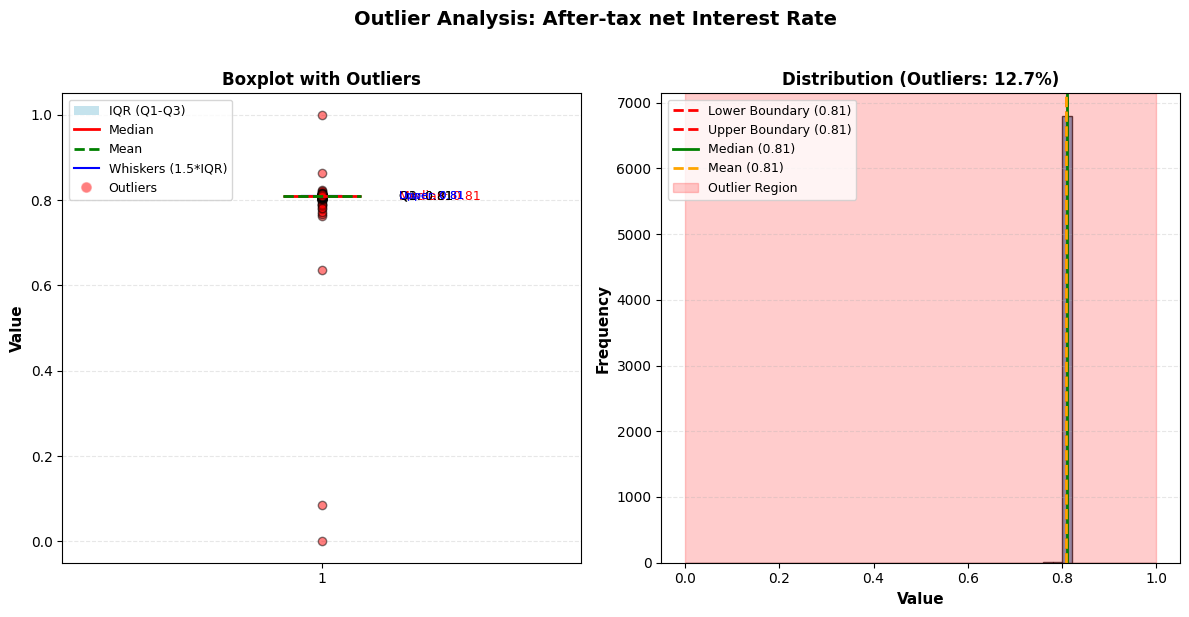 Outlier Analysis: After-tax net Interest Rate
Boxplot with Outliers
Value
1.0
0.8
0.6
0.4
0.2
0.0
1
IQR (Q1-Q3)
Median
Mean
Whiskers (1.5*IQR)
Outliers
Distribution (Outliers: 12.7%)
Frequency
7000
6000
5000
4000
3000
2000
1000
0
Lower Boundary (0.81)
Upper Boundary (0.81)
Median (0.81)
Mean (0.81)
Outlier Region
0.0
0.2
0.4
0.6
0.8
1.0
Value